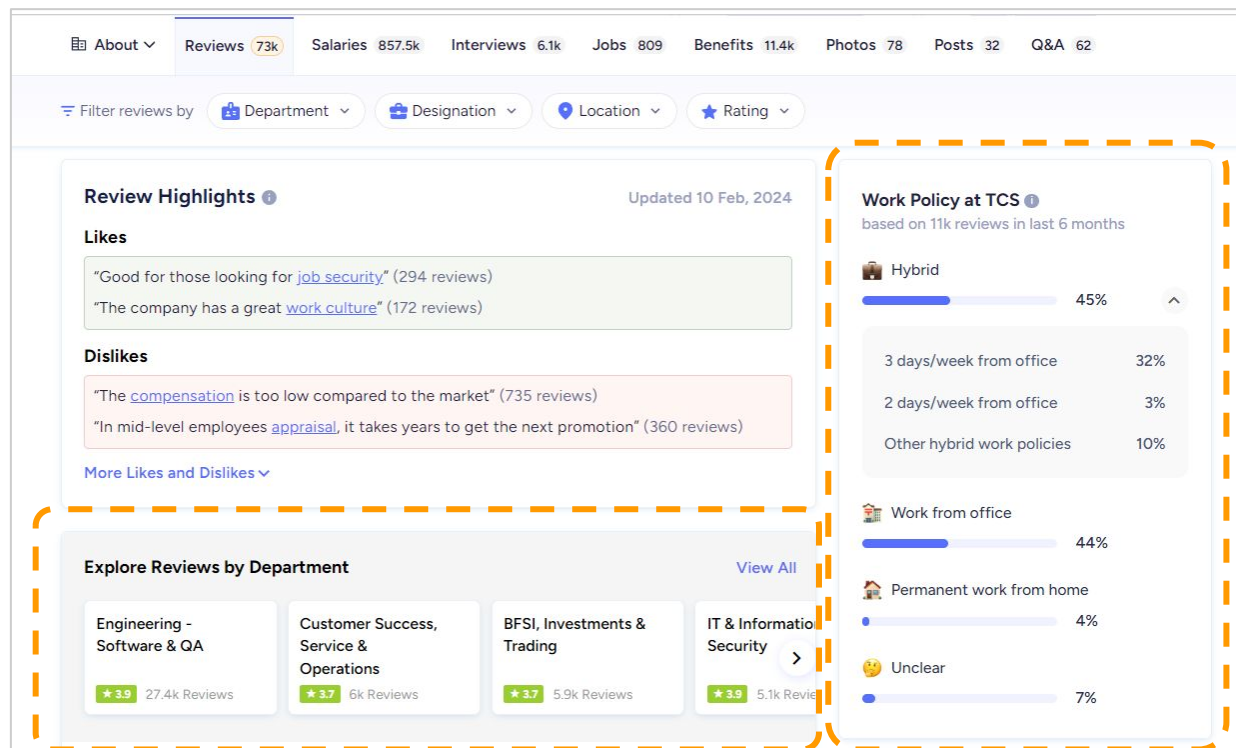 About
Reviews 73k
Salaries 857.5k
Interviews 6.1k
Jobs 809
Benefits 11.4k
Photos 78
Posts 32
Q&A 62
Filter reviews by
Department
Designation
Location
Rating
Review Highlights
Updated 10 Feb, 2024
Likes
“Good for those looking for job security” (294 reviews)
“The company has a great work culture” (172 reviews)
Dislikes
“The compensation is too low compared to the market” (735 reviews)
“In mid-level employees appraisal, it takes years to get the next promotion” (360 reviews)
More Likes and Dislikes
Explore Reviews by Department
View All
Engineering -
Software & QA
★ 3.9 27.4k Reviews
Customer Success,
Service &
Operations
★ 3.7 6k Reviews
BFSI, Investments &
Trading
★ 3.7 5.9k Reviews
IT & Informatio
Security
★ 3.9 5.1k Revie
Work Policy at TCS
based on 11k reviews in last 6 months
Hybrid
45%
3 days/week from office 32%
2 days/week from office 3%
Other hybrid work policies 10%
Work from office
44%
Permanent work from home
4%
Unclear
7%